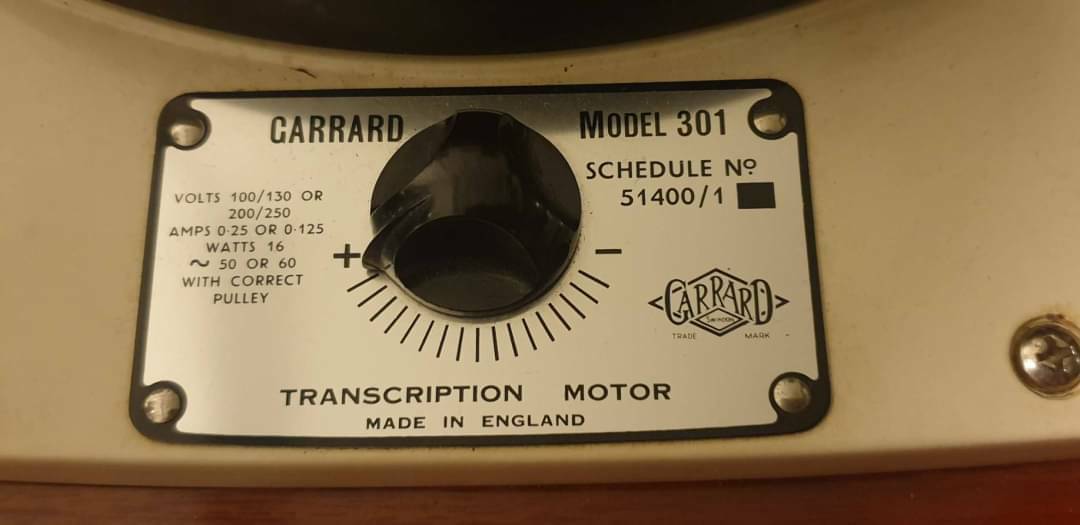 GARRARD
MODEL 301
SCHEDULE Nº
51400/1
VOLTS 100/130 OR
200/250
AMPS 0·25 OR 0·125
WATTS 16
~ 50 OR 60
WITH CORRECT
PULLEY
+
−
GARRARD
SWINDON
TRADE MARK
TRANSCRIPTION MOTOR
MADE IN ENGLAND